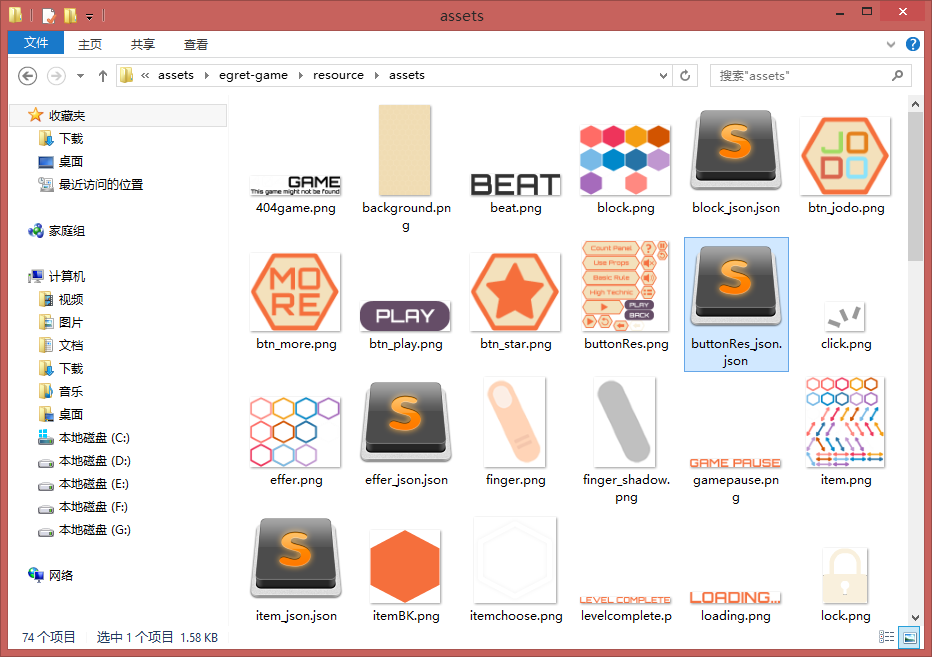 assets
文件 主页 共享 查看
« assets egret-game resource assets
搜索"assets"
收藏夹
下载
桌面
最近访问的位置
家庭组
计算机
视频
图片
文档
下载
音乐
桌面
本地磁盘 (C:)
本地磁盘 (D:)
本地磁盘 (E:)
本地磁盘 (F:)
本地磁盘 (G:)
网络
GAME
This game might not be found
BEAT
S
JO
DO
404game.png
background.pn
g
beat.png
block.png
block_json.json
btn_jodo.png
MO
RE
PLAY
Count Panel
?
Use Props
Basic Rule
High Technic
PLAY
BACK
S
btn_more.png
btn_play.png
btn_star.png
buttonRes.png
buttonRes_json.
json
click.png
S
GAME PAUSE
effer.png
effer_json.json
finger.png
finger_shadow.
png
gamepause.pn
g
item.png
S
LEVEL COMPLETE
LOADING...
item_json.json
itemBK.png
itemchoose.png
levelcomplete.p
loading.png
lock.png
74 个项目 选中 1 个项目 1.58 KB